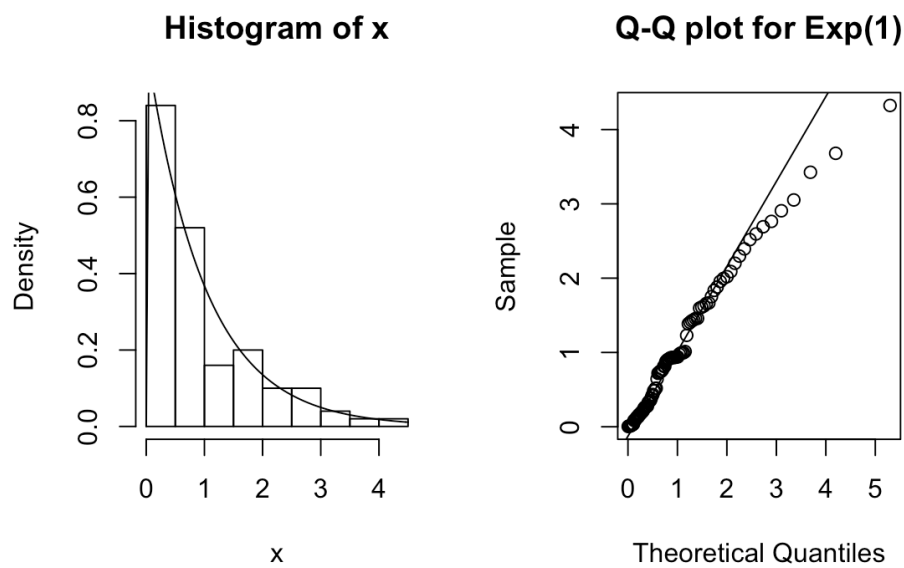 Histogram of x
Density
0.0 0.2 0.4 0.6 0.8
0 1 2 3 4
x
Q-Q plot for Exp(1)
Sample
0 1 2 3 4
0 1 2 3 4 5
Theoretical Quantiles